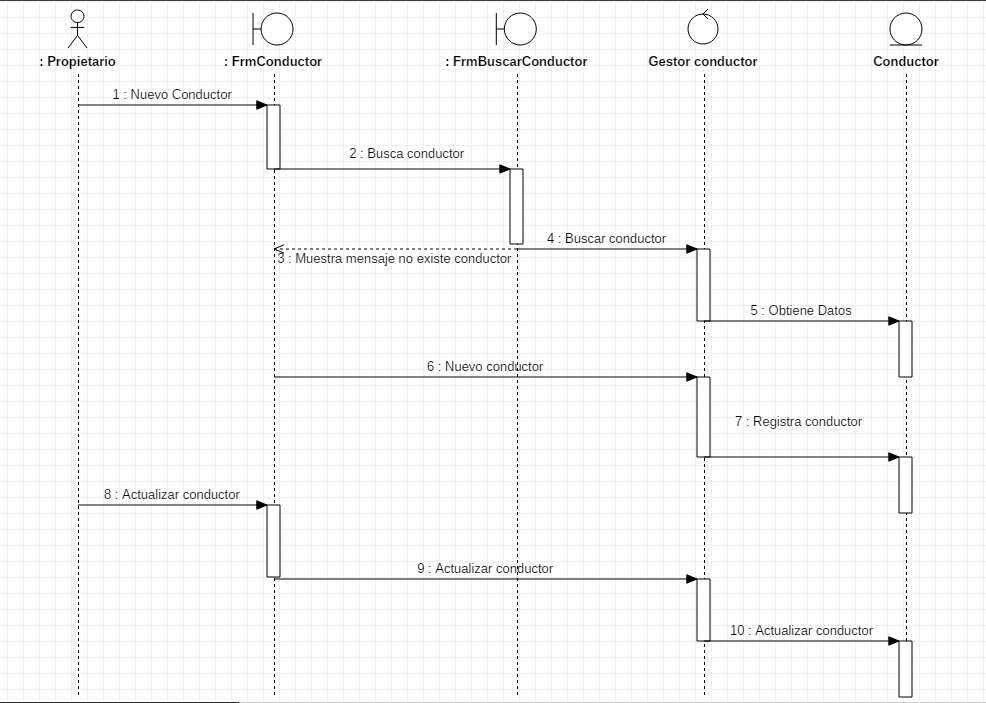 : Propietario
: FrmConductor
: FrmBuscarConductor
Gestor conductor
Conductor
1 : Nuevo Conductor
2 : Busca conductor
4 : Buscar conductor
3 : Muestra mensaje no existe conductor
5 : Obtiene Datos
6 : Nuevo conductor
7 : Registra conductor
8 : Actualizar conductor
9 : Actualizar conductor
10 : Actualizar conductor